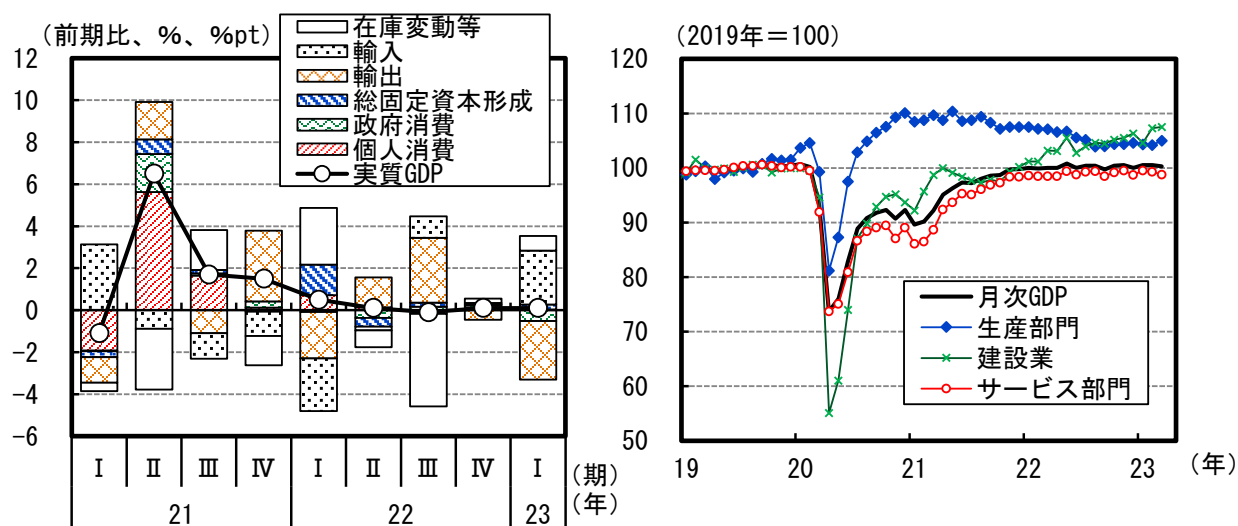 (前期比、%、%pt)
在庫変動等
輸入
輸出
総固定資本形成
政府消費
個人消費
実質GDP
12
10
8
6
4
2
0
-2
-4
-6
Ⅰ Ⅱ Ⅲ Ⅳ Ⅰ Ⅱ Ⅲ Ⅳ Ⅰ (期)
21 22 23 (年)
(2019年=100)
120
110
100
90
80
70
60
50
月次GDP
生産部門
建設業
サービス部門
19 20 21 22 23 (年)